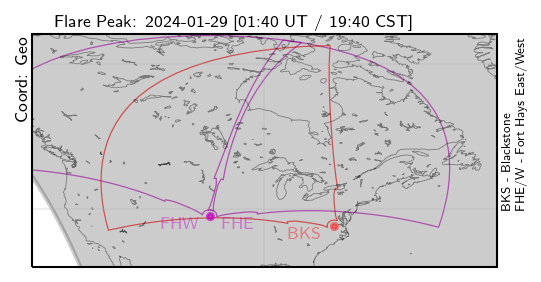 Flare Peak: 2024-01-29 [01:40 UT / 19:40 CST]
Coord: Geo
FHW
FHE
BKS
BKS - Blackstone
FHE/W - Fort Hays East/West